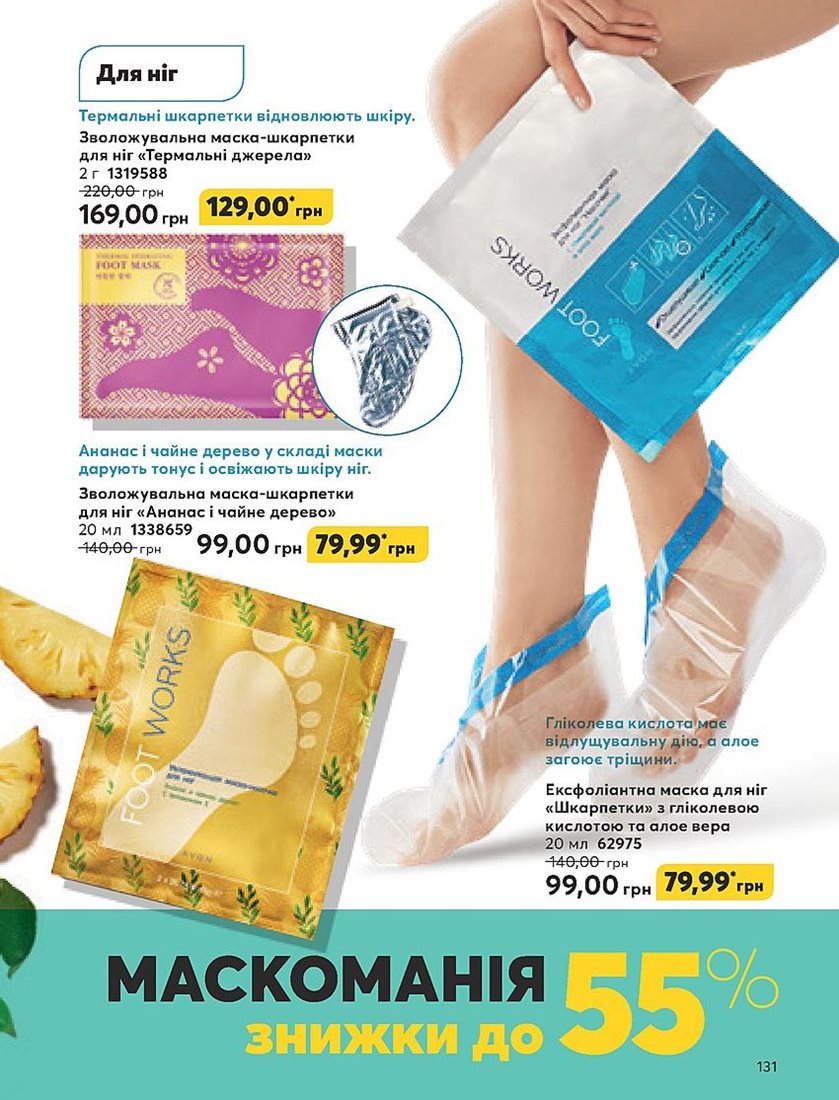 Для ніг
Термальні шкарпетки відновлюють шкіру.
Зволожувальна маска-шкарпетки
для ніг «Термальні джерела»
2 г 1319588
220,00 грн
169,00 грн 129,00* грн
THERMAL HYDRATING
FOOT MASK
FOOT WORKS
Ананас і чайне дерево у складі маски
дарують тонус і освіжають шкіру ніг.
Зволожувальна маска-шкарпетки
для ніг «Ананас і чайне дерево»
20 мл 1338659
140,00 грн 99,00 грн 79,99* грн
FOOT WORKS
AVON
Гліколева кислота має
відлущувальну дію, а алое
загоює тріщини.
Ексфоліантна маска для ніг
«Шкарпетки» з гліколевою
кислотою та алое вера
20 мл 62975
140,00 грн
99,00 грн 79,99* грн
МАСКОМАНІЯ
ЗНИЖКИ ДО 55%
131